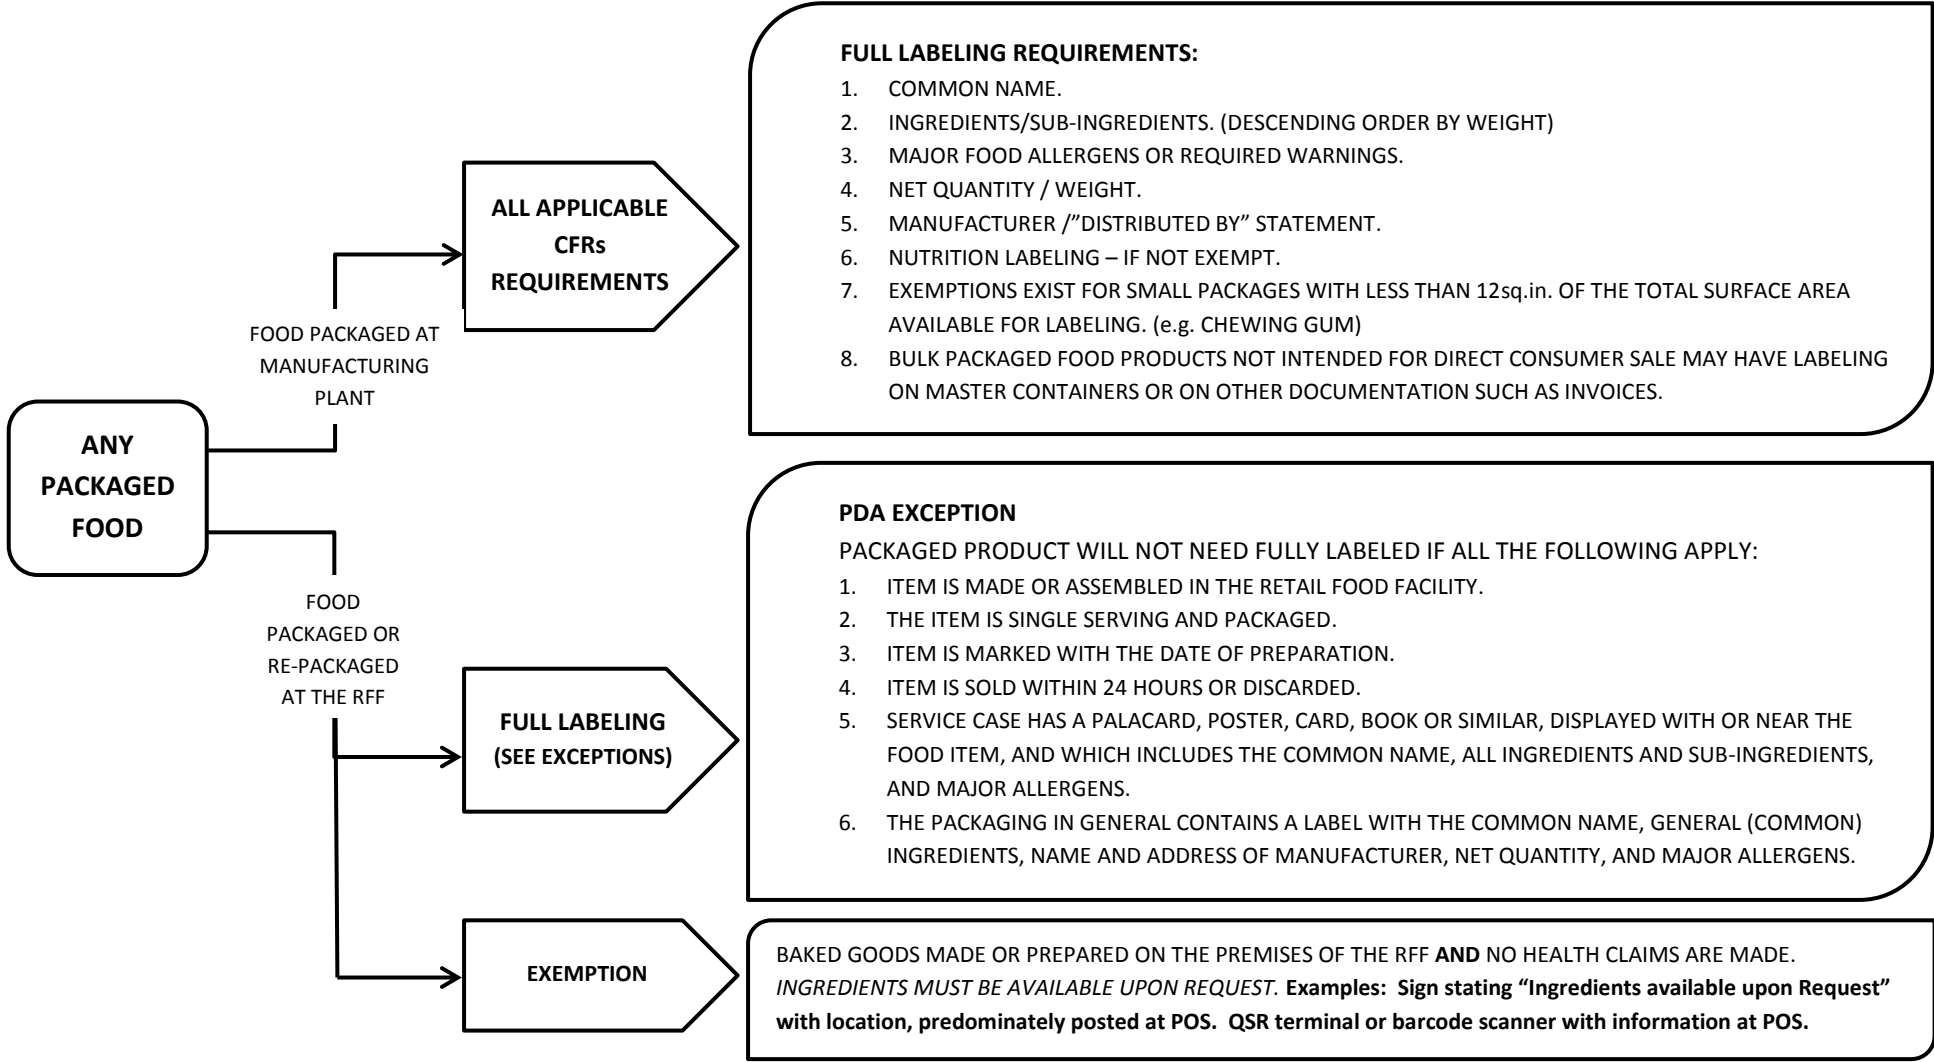 FULL LABELING REQUIREMENTS:
1. COMMON NAME.
2. INGREDIENTS/SUB-INGREDIENTS. (DESCENDING ORDER BY WEIGHT)
3. MAJOR FOOD ALLERGENS OR REQUIRED WARNINGS.
4. NET QUANTITY / WEIGHT.
5. MANUFACTURER /”DISTRIBUTED BY” STATEMENT.
6. NUTRITION LABELING – IF NOT EXEMPT.
7. EXEMPTIONS EXIST FOR SMALL PACKAGES WITH LESS THAN 12sq.in. OF THE TOTAL SURFACE AREA
AVAILABLE FOR LABELING. (e.g. CHEWING GUM)
8. BULK PACKAGED FOOD PRODUCTS NOT INTENDED FOR DIRECT CONSUMER SALE MAY HAVE LABELING
ON MASTER CONTAINERS OR ON OTHER DOCUMENTATION SUCH AS INVOICES.
ALL APPLICABLE
CFRs
REQUIREMENTS
FOOD PACKAGED AT
MANUFACTURING
PLANT
ANY
PACKAGED
FOOD
FOOD
PACKAGED OR
RE-PACKAGED
AT THE RFF
FULL LABELING
(SEE EXCEPTIONS)
PDA EXCEPTION
PACKAGED PRODUCT WILL NOT NEED FULLY LABELED IF ALL THE FOLLOWING APPLY:
1. ITEM IS MADE OR ASSEMBLED IN THE RETAIL FOOD FACILITY.
2. THE ITEM IS SINGLE SERVING AND PACKAGED.
3. ITEM IS MARKED WITH THE DATE OF PREPARATION.
4. ITEM IS SOLD WITHIN 24 HOURS OR DISCARDED.
5. SERVICE CASE HAS A PALACARD, POSTER, CARD, BOOK OR SIMILAR, DISPLAYED WITH OR NEAR THE
FOOD ITEM, AND WHICH INCLUDES THE COMMON NAME, ALL INGREDIENTS AND SUB-INGREDIENTS,
AND MAJOR ALLERGENS.
6. THE PACKAGING IN GENERAL CONTAINS A LABEL WITH THE COMMON NAME, GENERAL (COMMON)
INGREDIENTS, NAME AND ADDRESS OF MANUFACTURER, NET QUANTITY, AND MAJOR ALLERGENS.
EXEMPTION
BAKED GOODS MADE OR PREPARED ON THE PREMISES OF THE RFF AND NO HEALTH CLAIMS ARE MADE.
INGREDIENTS MUST BE AVAILABLE UPON REQUEST. Examples: Sign stating “Ingredients available upon Request”
with location, predominately posted at POS. QSR terminal or barcode scanner with information at POS.